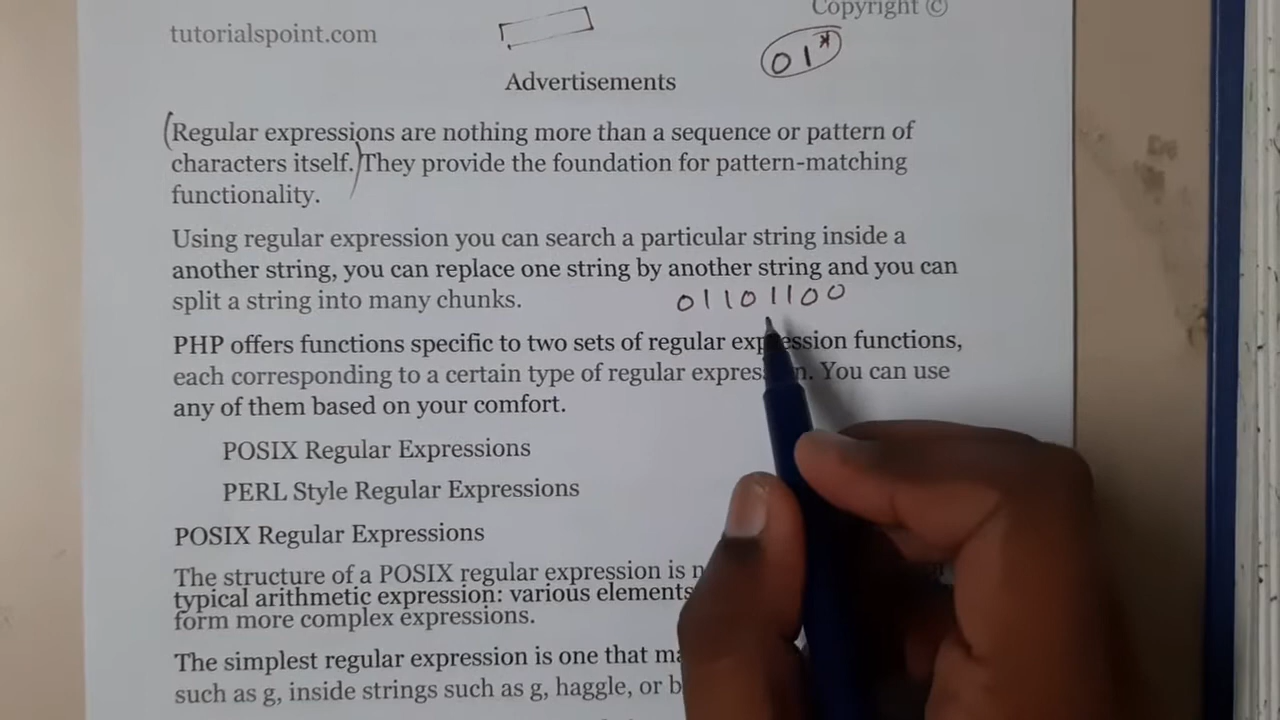 Copyright ©
tutorialspoint.com
01*
Advertisements
Regular expressions are nothing more than a sequence or pattern of
characters itself. They provide the foundation for pattern-matching
functionality.
Using regular expression you can search a particular string inside a
another string, you can replace one string by another string and you can
split a string into many chunks.
01101100
PHP offers functions specific to two sets of regular expression functions,
each corresponding to a certain type of regular You can use
any of them based on your comfort.
POSIX Regular Expressions
PERL Style Regular Expressions
POSIX Regular Expressions
The structure of a POSIX regular expression is
typical arithmetic expression: various elements
form more complex expressions.
The simplest regular expression is one that
such as g, inside strings such as g, haggle, or